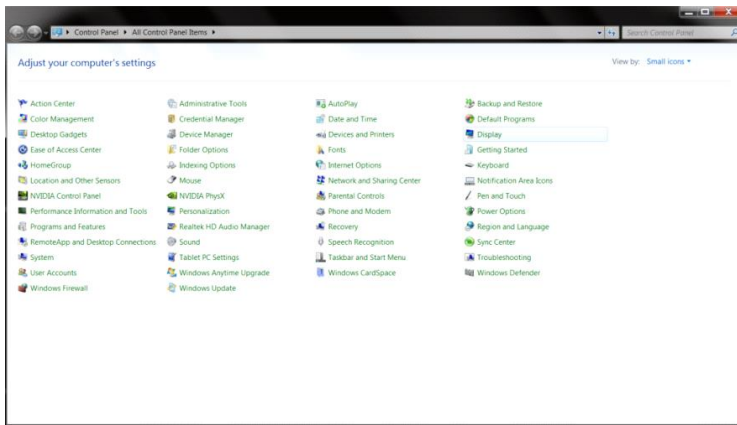 Control Panel All Control Panel Items Search Control Panel
Adjust your computer's settings View by: Small icons
Action Center Administrative Tools AutoPlay Backup and Restore
Color Management Credential Manager Date and Time Default Programs
Desktop Gadgets Device Manager Devices and Printers Display
Ease of Access Center Folder Options Fonts Getting Started
HomeGroup Indexing Options Internet Options Keyboard
Location and Other Sensors Mouse Network and Sharing Center Notification Area Icons
NVIDIA Control Panel NVIDIA PhysX Parental Controls Pen and Touch
Performance Information and Tools Personalization Phone and Modem Power Options
Programs and Features Realtek HD Audio Manager Recovery Region and Language
RemoteApp and Desktop Connections Sound Speech Recognition Sync Center
System Tablet PC Settings Taskbar and Start Menu Troubleshooting
User Accounts Windows Anytime Upgrade Windows CardSpace Windows Defender
Windows Firewall Windows Update